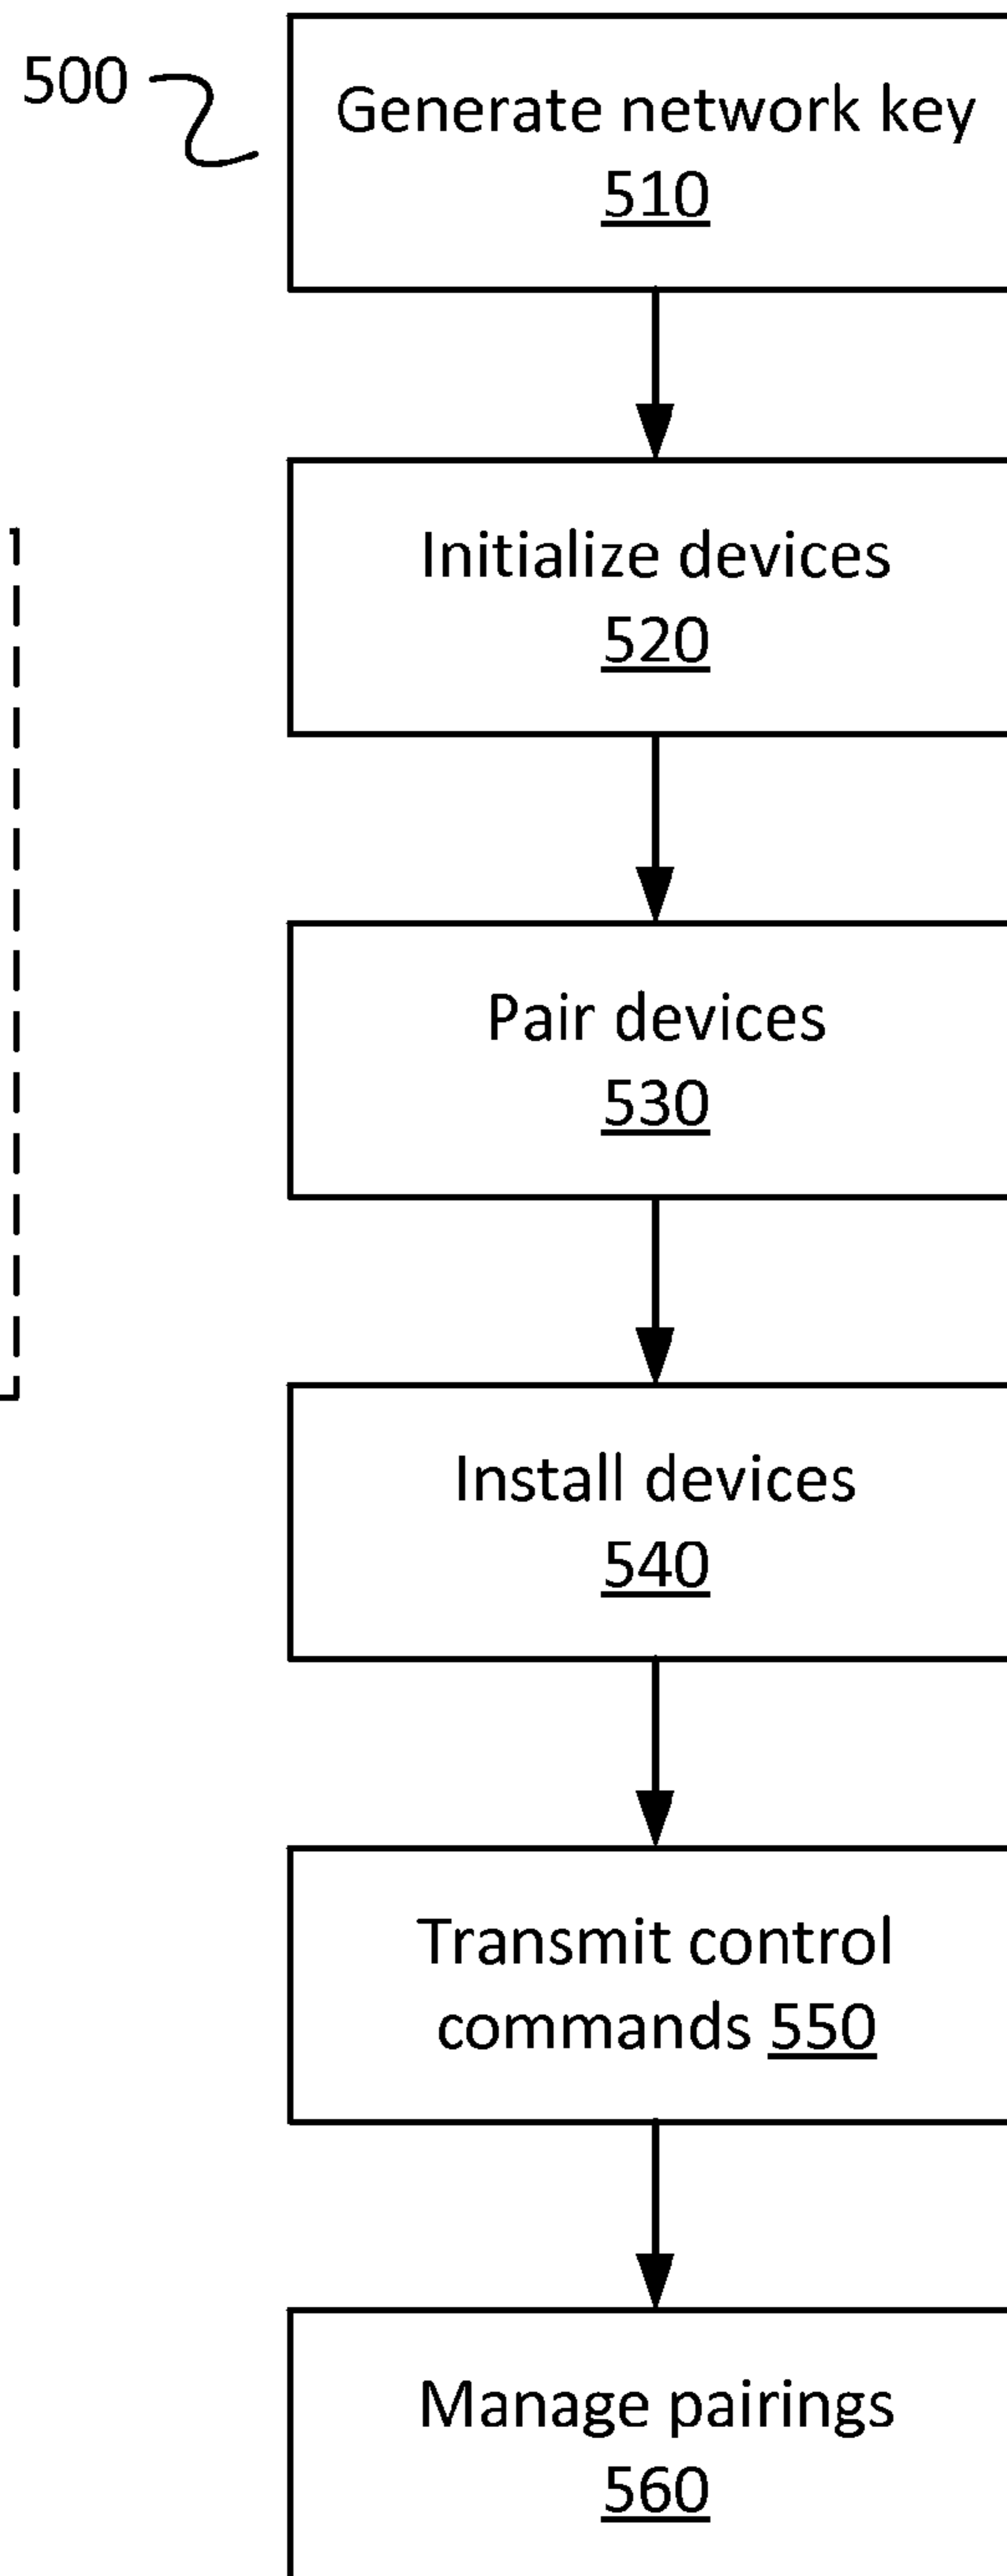 500
Generate network key
510
Initialize devices
520
Pair devices
530
Install devices
540
Transmit control
commands 550
Manage pairings
560